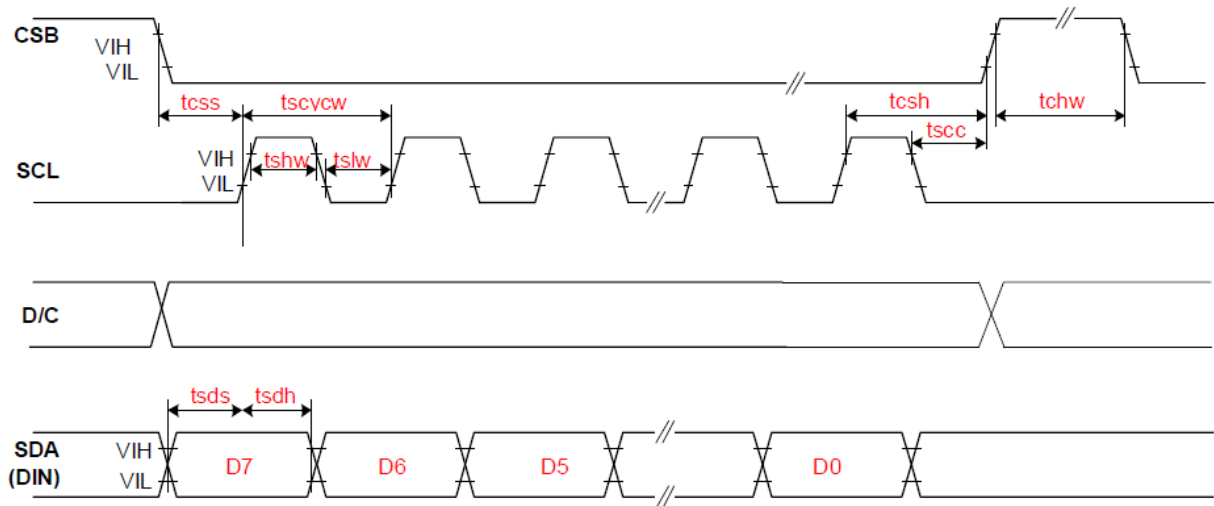 CSB
VIH
VIL
tcss
tscycw
tcsh
tchw
tscc
SCL
VIH
VIL
tshw
tslw
D/C
tsds
tsdh
SDA
(DIN)
VIH
VIL
D7
D6
D5
D0